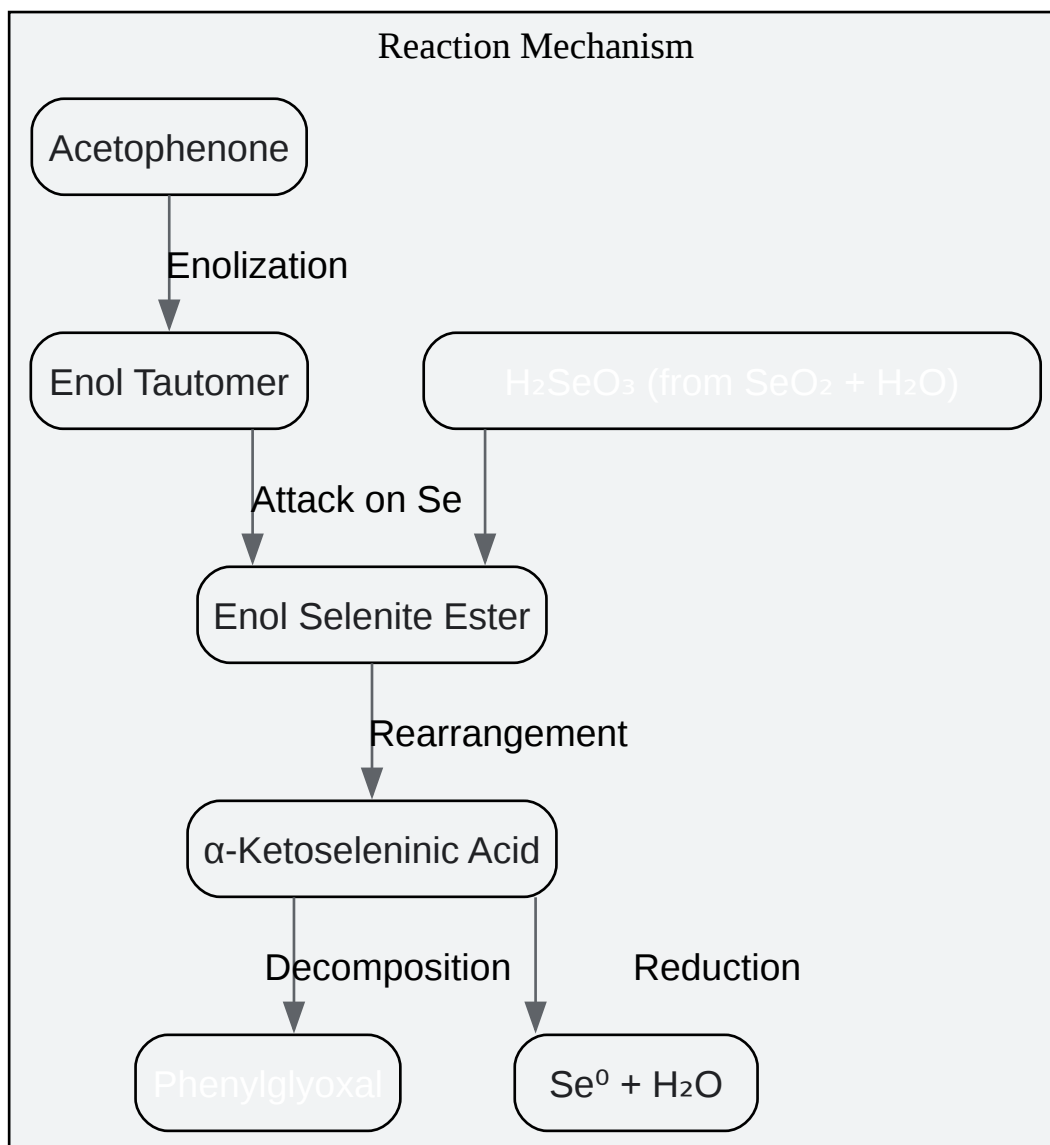 Reaction Mechanism
Acetophenone
Enolization
Enol Tautomer
H₂SeO₃ (from SeO₂ + H₂O)
Attack on Se
Enol Selenite Ester
Rearrangement
α-Ketoseleninic Acid
Decomposition
Reduction
Phenylglyoxal
Se⁰ + H₂O